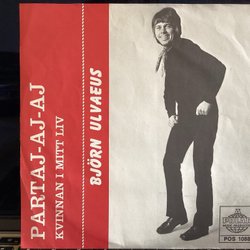 PARTAJ-AJ-AJ
KVINNAN I MITT LIV
BJÖRN ULVAEUS